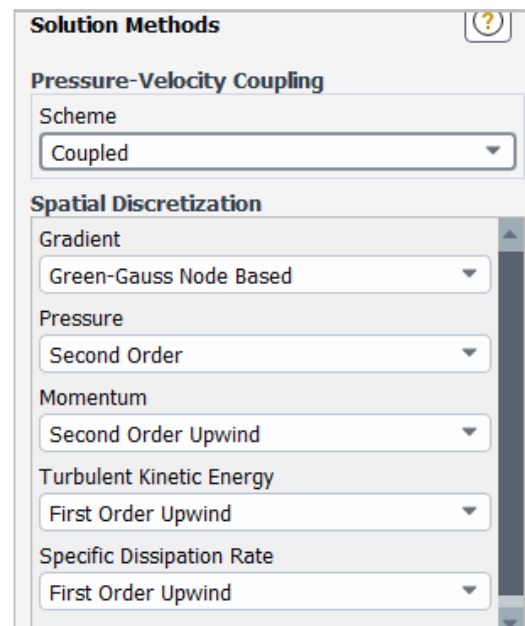 Solution Methods
?
Pressure-Velocity Coupling
Scheme
Coupled
Spatial Discretization
Gradient
Green-Gauss Node Based
Pressure
Second Order
Momentum
Second Order Upwind
Turbulent Kinetic Energy
First Order Upwind
Specific Dissipation Rate
First Order Upwind